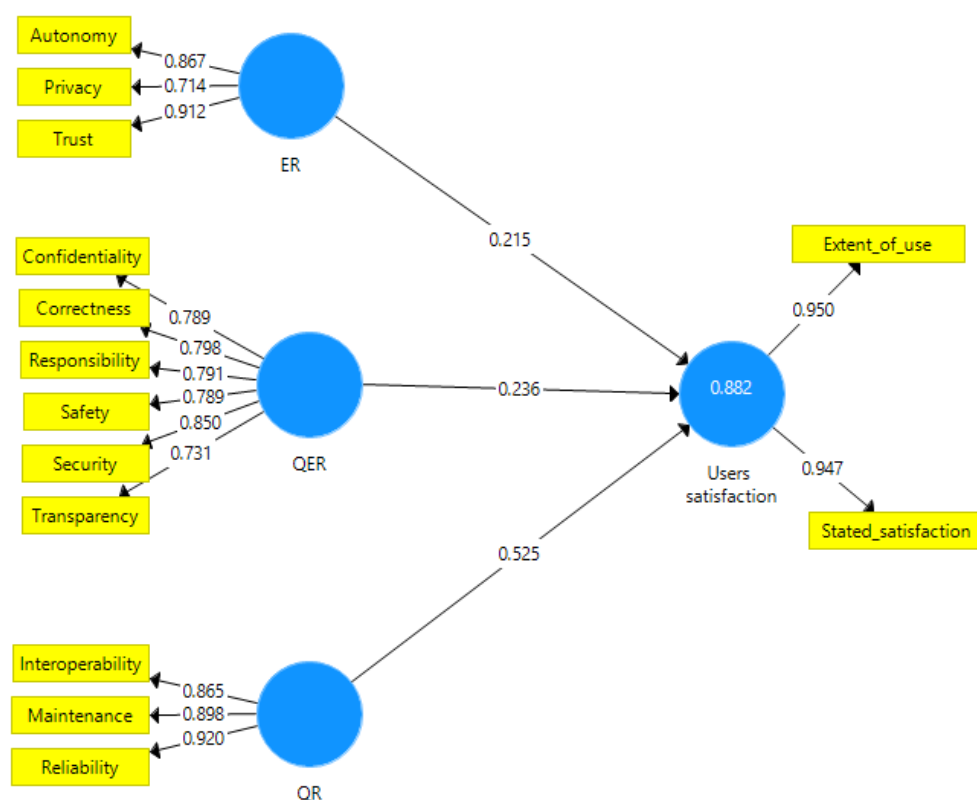 Autonomy
0.867
Privacy
0.714
Trust
0.912
ER
0.215
Confidentiality
0.789
Correctness
0.798
Responsibility
0.791
Safety
0.789
Security
0.850
Transparency
0.731
QER
0.236
Interoperability
0.865
Maintenance
0.898
Reliability
0.920
QR
0.525
0.882
Users
satisfaction
Extent_of_use
0.950
0.947
Stated_satisfaction